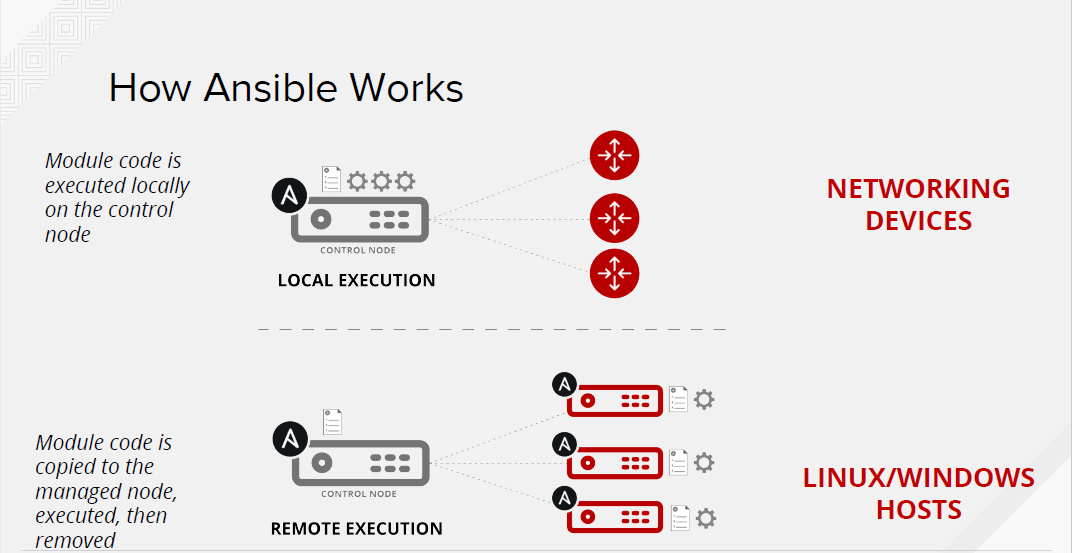 How Ansible Works
Module code is
executed locally
on the control
node
CONTROL NODE
LOCAL EXECUTION
NETWORKING
DEVICES
Module code is
copied to the
managed node,
executed, then
removed
CONTROL NODE
REMOTE EXECUTION
LINUX/WINDOWS
HOSTS